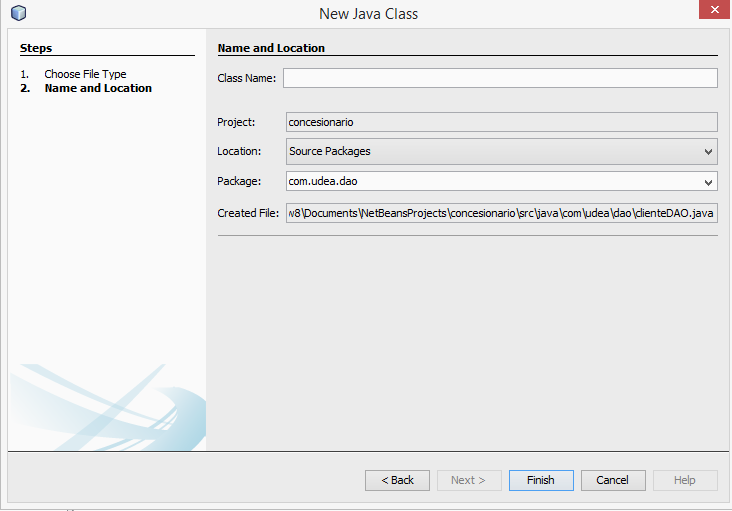 New Java Class
Steps
1. Choose File Type
2. Name and Location
Name and Location
Class Name:
Project: concesionario
Location: Source Packages
Package: com.udea.dao
Created File: w8\Documents\NetBeansProjects\concesionario\src\java\com\udea\dao\clienteDAO.java
< Back Next > Finish Cancel Help